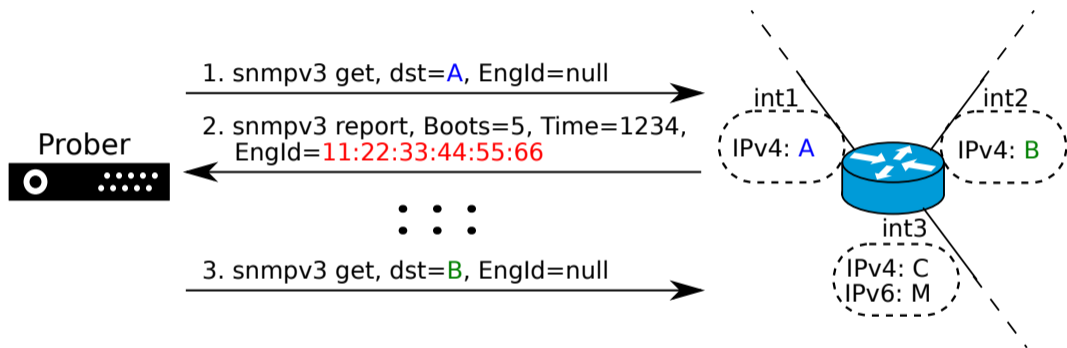 Prober
1. snmpv3 get, dst=A, EngId=null
2. snmpv3 report, Boots=5, Time=1234,
EngId=11:22:33:44:55:66
3. snmpv3 get, dst=B, EngId=null
int1
IPv4: A
int2
IPv4: B
int3
IPv4: C
IPv6: M